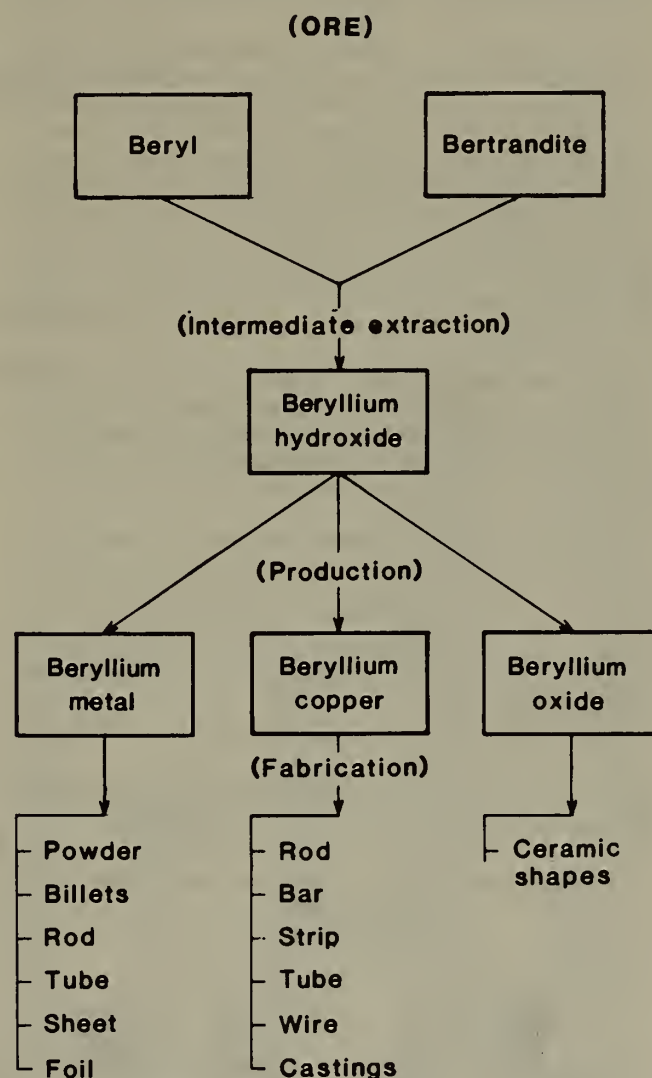 (ORE)
Beryl
Bertrandite
(Intermediate extraction)
Beryllium
hydroxide
(Production)
Beryllium
metal
Beryllium
copper
Beryllium
oxide
(Fabrication)
Powder
Billets
Rod
Tube
Sheet
Foil
Rod
Bar
Strip
Tube
Wire
Castings
Ceramic
shapes